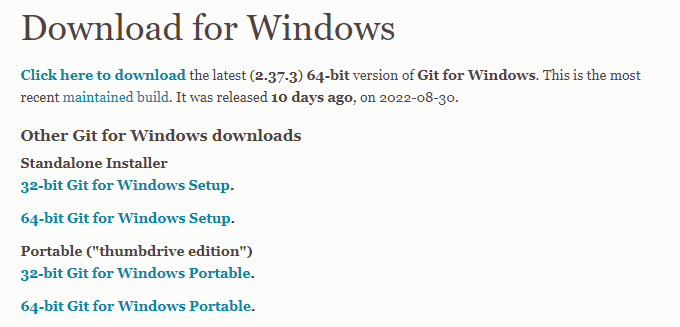 Download for Windows
Click here to download the latest (2.37.3) 64-bit version of Git for Windows. This is the most
recent maintained build. It was released 10 days ago, on 2022-08-30.
Other Git for Windows downloads
Standalone Installer
32-bit Git for Windows Setup.
64-bit Git for Windows Setup.
Portable ("thumbdrive edition")
32-bit Git for Windows Portable.
64-bit Git for Windows Portable.